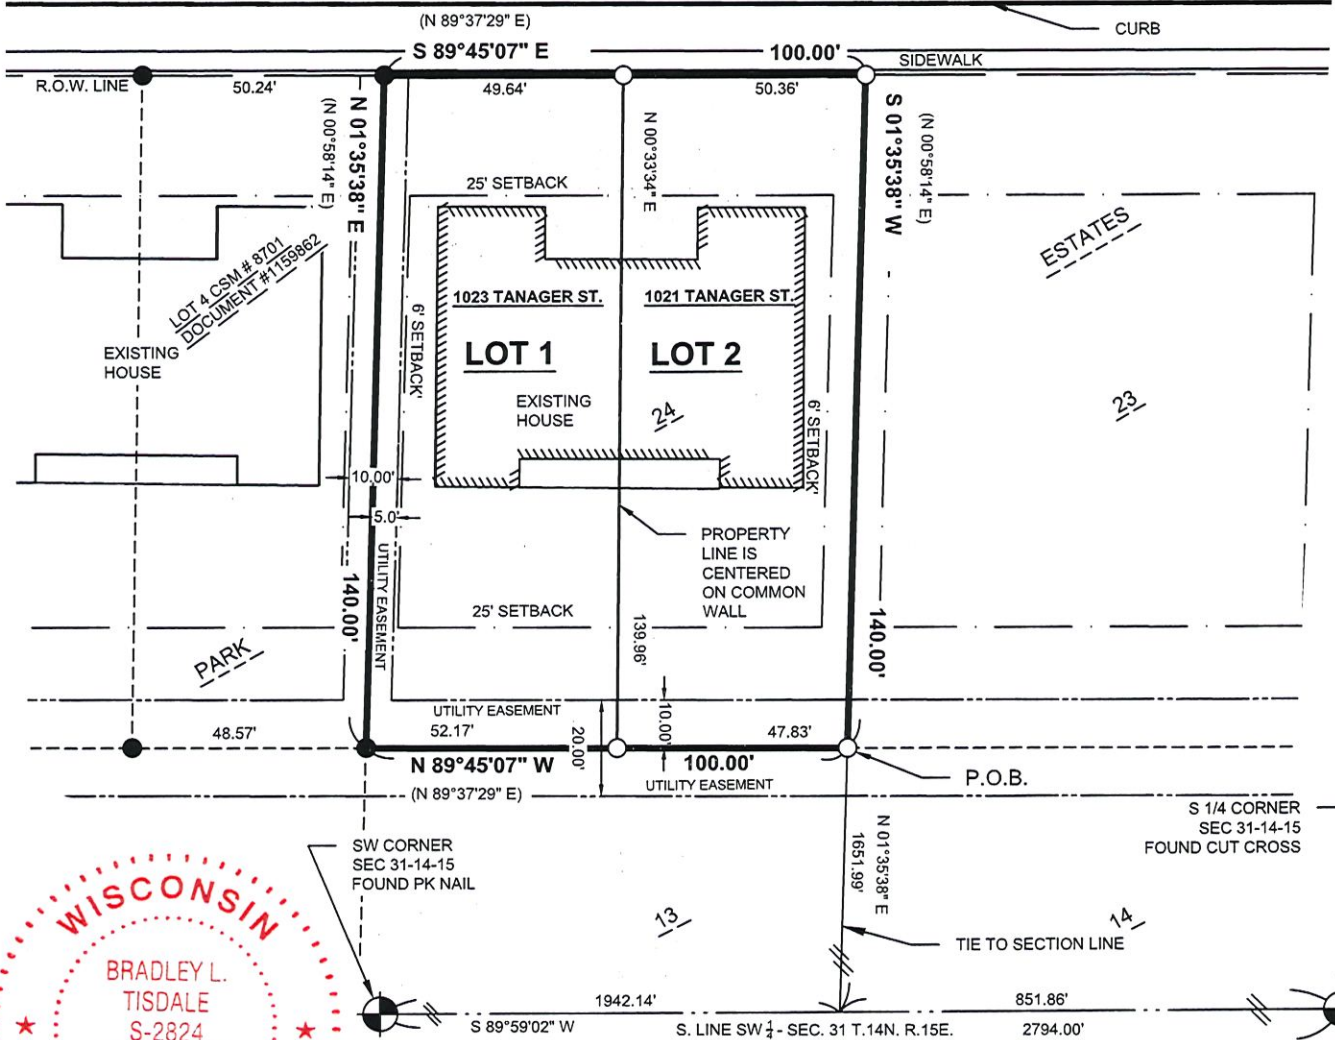 (N 89°37'29" E)
CURB
S 89°45'07" E
100.00'
SIDEWALK
R.O.W. LINE
50.24'
49.64'
50.36'
(N 00°58'14" E)
N 01°35'38" E
N 00°33'34" E
S 01°35'38" W
(N 00°58'14" E)
25' SETBACK
ESTATES
LOT 4 CSM # 8701
DOCUMENT #1159862
1023 TANAGER ST.
1021 TANAGER ST.
6' SETBACK'
LOT 1
LOT 2
EXISTING
HOUSE
EXISTING
HOUSE
24
23
6' SETBACK'
10.00'
5.0'
PROPERTY
LINE IS
CENTERED
ON COMMON
WALL
UTILITY EASEMENT
140.00'
25' SETBACK
139.96'
140.00'
PARK
UTILITY EASEMENT
10.00'
48.57'
52.17'
20.00'
47.83'
N 89°45'07" W
100.00'
P.O.B.
(N 89°37'29" E)
UTILITY EASEMENT
S 1/4 CORNER
SEC 31-14-15
FOUND CUT CROSS
SW CORNER
SEC 31-14-15
FOUND PK NAIL
N 01°35'38" E
1651.99'
WISCONSIN
BRADLEY L.
TISDALE
S-2824
13
14
TIE TO SECTION LINE
1942.14'
851.86'
S 89°59'02" W
S. LINE SW 1/4 - SEC. 31 T.14N. R.15E.
2794.00'